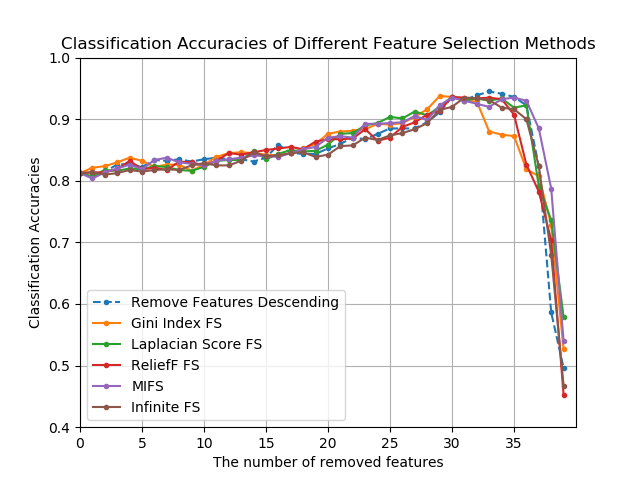 Classification Accuracies of Different Feature Selection Methods
1.0
0.9
0.8
0.7
0.6
0.5
0.4
Classification Accuracies
Remove Features Descending
Gini Index FS
Laplacian Score FS
ReliefF FS
MIFS
Infinite FS
0 5 10 15 20 25 30 35
The number of removed features